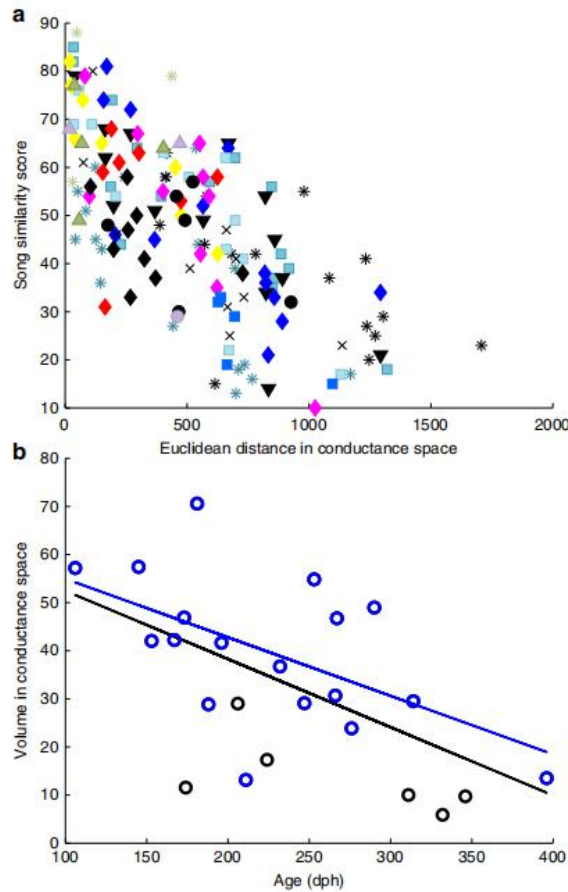 a
90
80
70
60
50
40
30
20
10
Song similarity score
0 500 1000 1500 2000
Euclidean distance in conductance space
b
80
70
60
50
40
30
20
10
0
Volume in conductance space
100 150 200 250 300 350 400
Age (dph)